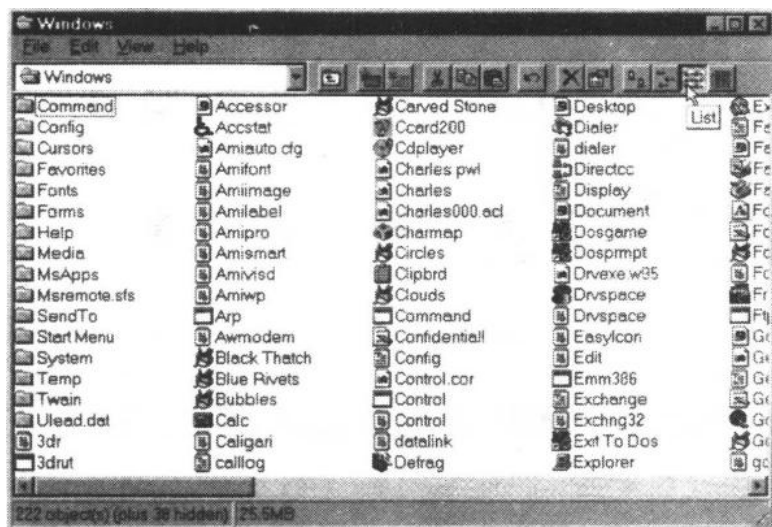 Windows
File Edit View Help
Windows
List
Command
Config
Cursors
Favorites
Fonts
Forms
Help
Media
MsApps
Msremote.sfs
SendTo
Start Menu
System
Temp
Twain
Ulead.dat
3dr
3drut
Accessor
Accstat
Amiauto cfg
Amifont
Amiimage
Amilabel
Amipro
Amismart
Amivisd
Amiwp
Arp
Awmodem
Black Thatch
Blue Rivets
Bubbles
Calc
Caligari
calllog
Carved Stone
Ccard200
Cdplayer
Charles pwl
Charles
Charles000.acl
Charmap
Circles
Clipbrd
Clouds
Command
Confidentiall
Config
Control.cor
Control
Control
datalink
Defrag
Desktop
Dialer
dialer
Directcc
Display
Document
Dosgame
Dosprmpt
Drvexe.w95
Drvspace
Drvspace
EasyIcon
Edit
Emm386
Exchange
Exchng32
Exit To Dos
Explorer
222 object(s) (plus 38 hidden) 25.5MB